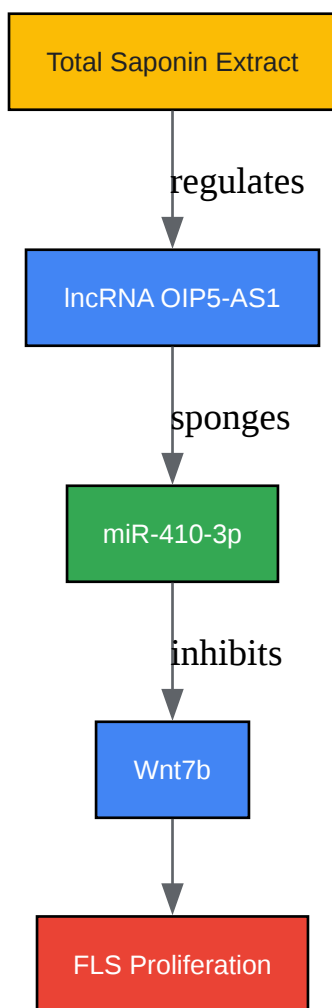 Total Saponin Extract
regulates
lncRNA OIP5-AS1
sponges
miR-410-3p
inhibits
Wnt7b
FLS Proliferation